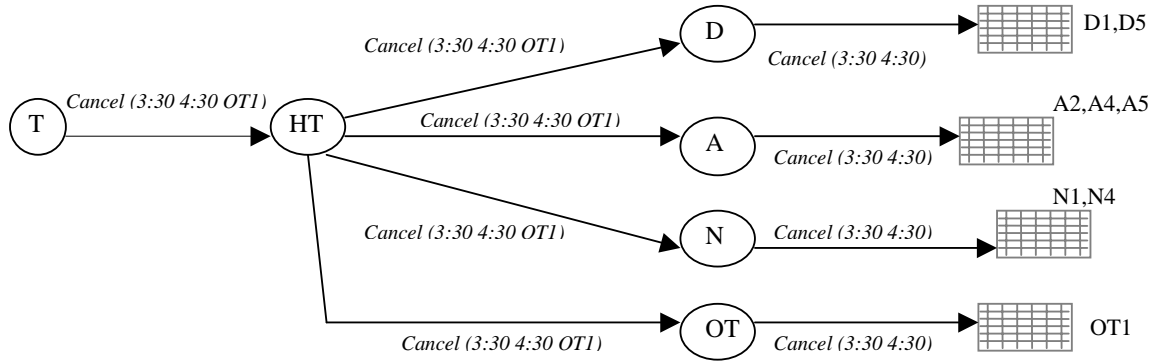 D
D1,D5
Cancel (3:30 4:30 OT1)
Cancel (3:30 4:30)
T
Cancel (3:30 4:30 OT1)
HT
Cancel (3:30 4:30 OT1)
A
A2,A4,A5
Cancel (3:30 4:30)
N1,N4
Cancel (3:30 4:30 OT1)
N
Cancel (3:30 4:30)
OT
OT1
Cancel (3:30 4:30 OT1)
Cancel (3:30 4:30)